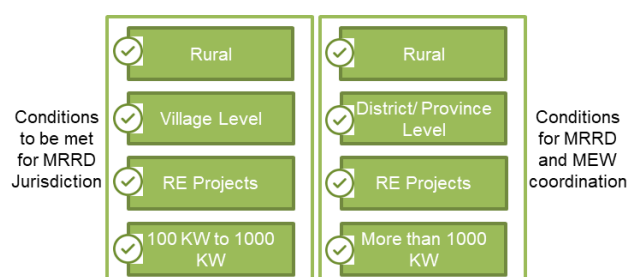 Conditions
to be met
for MRRD
Jurisdiction
Rural
Village Level
RE Projects
100 KW to 1000
KW
Rural
District/ Province
Level
RE Projects
More than 1000
KW
Conditions
for MRRD
and MEW
coordination